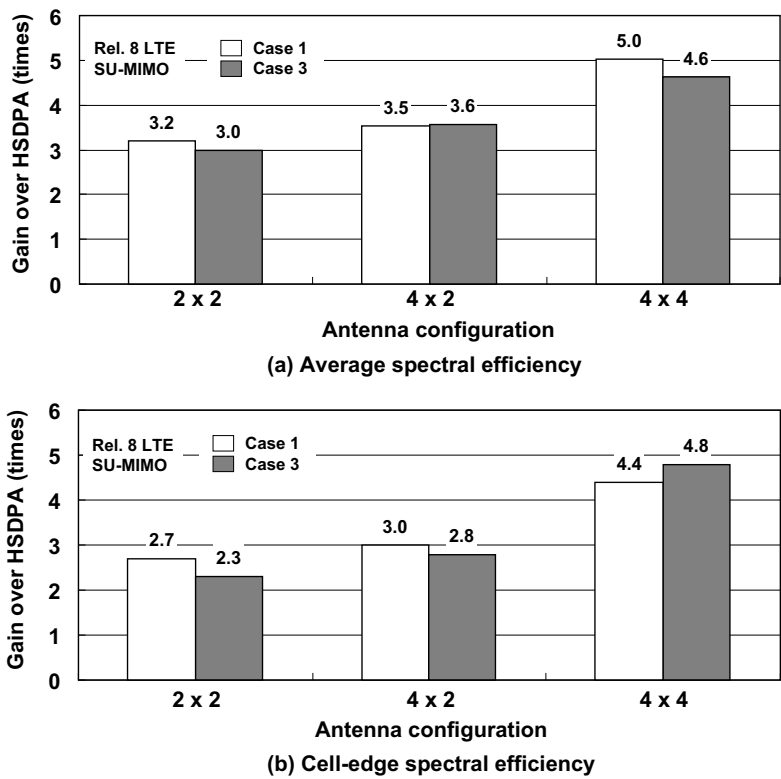 Gain over HSDPA (times)
6
5
4
3
2
1
0
Rel. 8 LTE
SU-MIMO
Case 1
Case 3
3.2
3.0
3.5
3.6
5.0
4.6
2 x 2
4 x 2
4 x 4
Antenna configuration
(a) Average spectral efficiency
Gain over HSDPA (times)
6
5
4
3
2
1
0
Rel. 8 LTE
SU-MIMO
Case 1
Case 3
2.7
2.3
3.0
2.8
4.4
4.8
2 x 2
4 x 2
4 x 4
Antenna configuration
(b) Cell-edge spectral efficiency